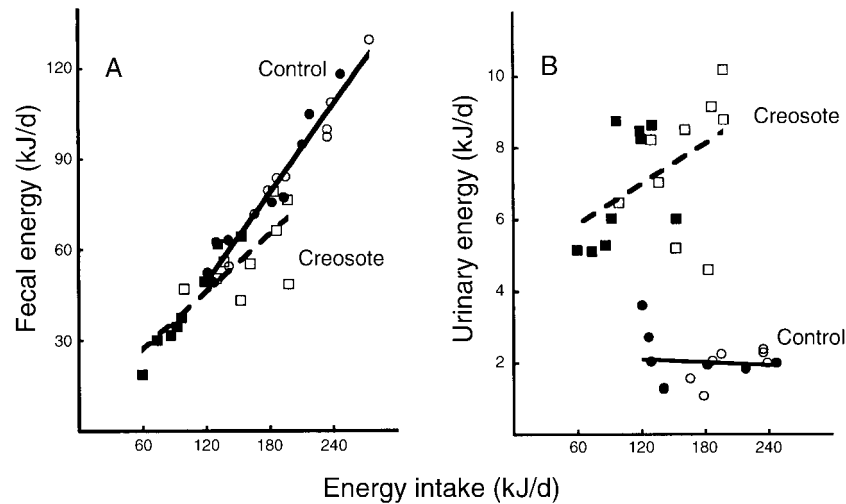 A
B
Control
Creosote
Creosote
Control
Fecal energy (kJ/d)
120
90
60
30
60 120 180 240
Urinary energy (kJ/d)
10
8
6
4
2
60 120 180 240
Energy intake (kJ/d)